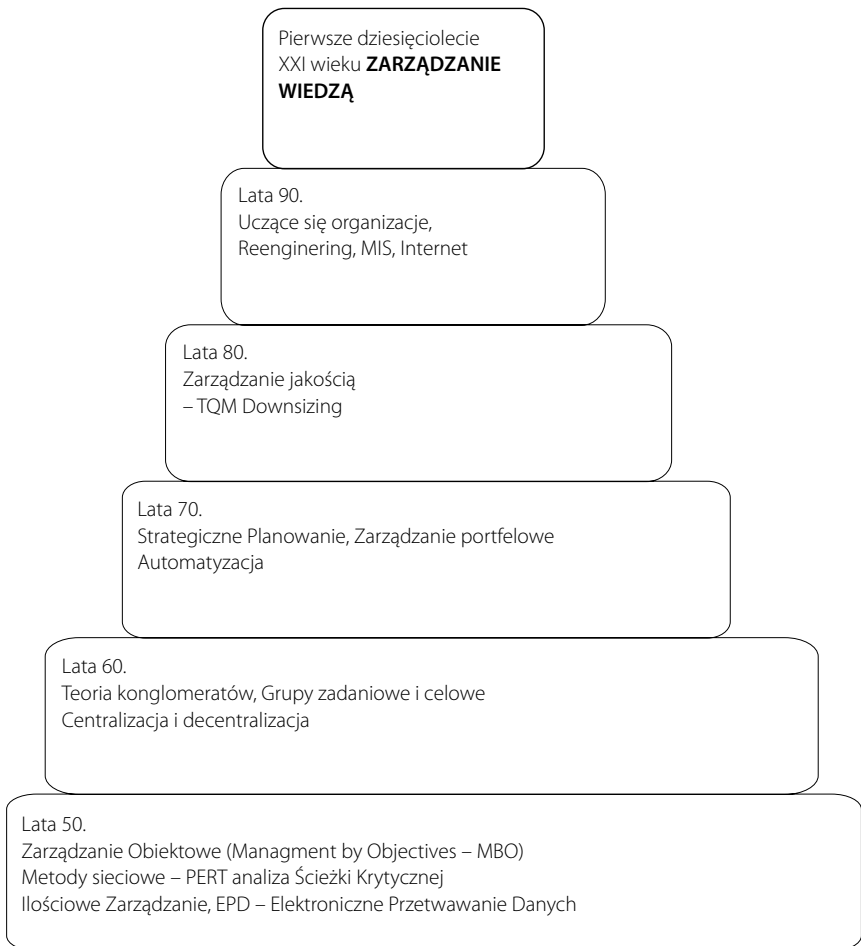 Pierwsze dziesięciolecie
XXI wieku ZARZĄDZANIE
WIEDZĄ
Lata 90.
Uczące się organizacje,
Reenginering, MIS, Internet
Lata 80.
Zarządzanie jakością
– TQM Downsizing
Lata 70.
Strategiczne Planowanie, Zarządzanie portfelowe
Automatyzacja
Lata 60.
Teoria konglomeratów, Grupy zadaniowe i celowe
Centralizacja i decentralizacja
Lata 50.
Zarządzanie Obiektowe (Managment by Objectives – MBO)
Metody sieciowe – PERT analiza Ścieżki Krytycznej
Ilościowe Zarządzanie, EPD – Elektroniczne Przetwawanie Danych